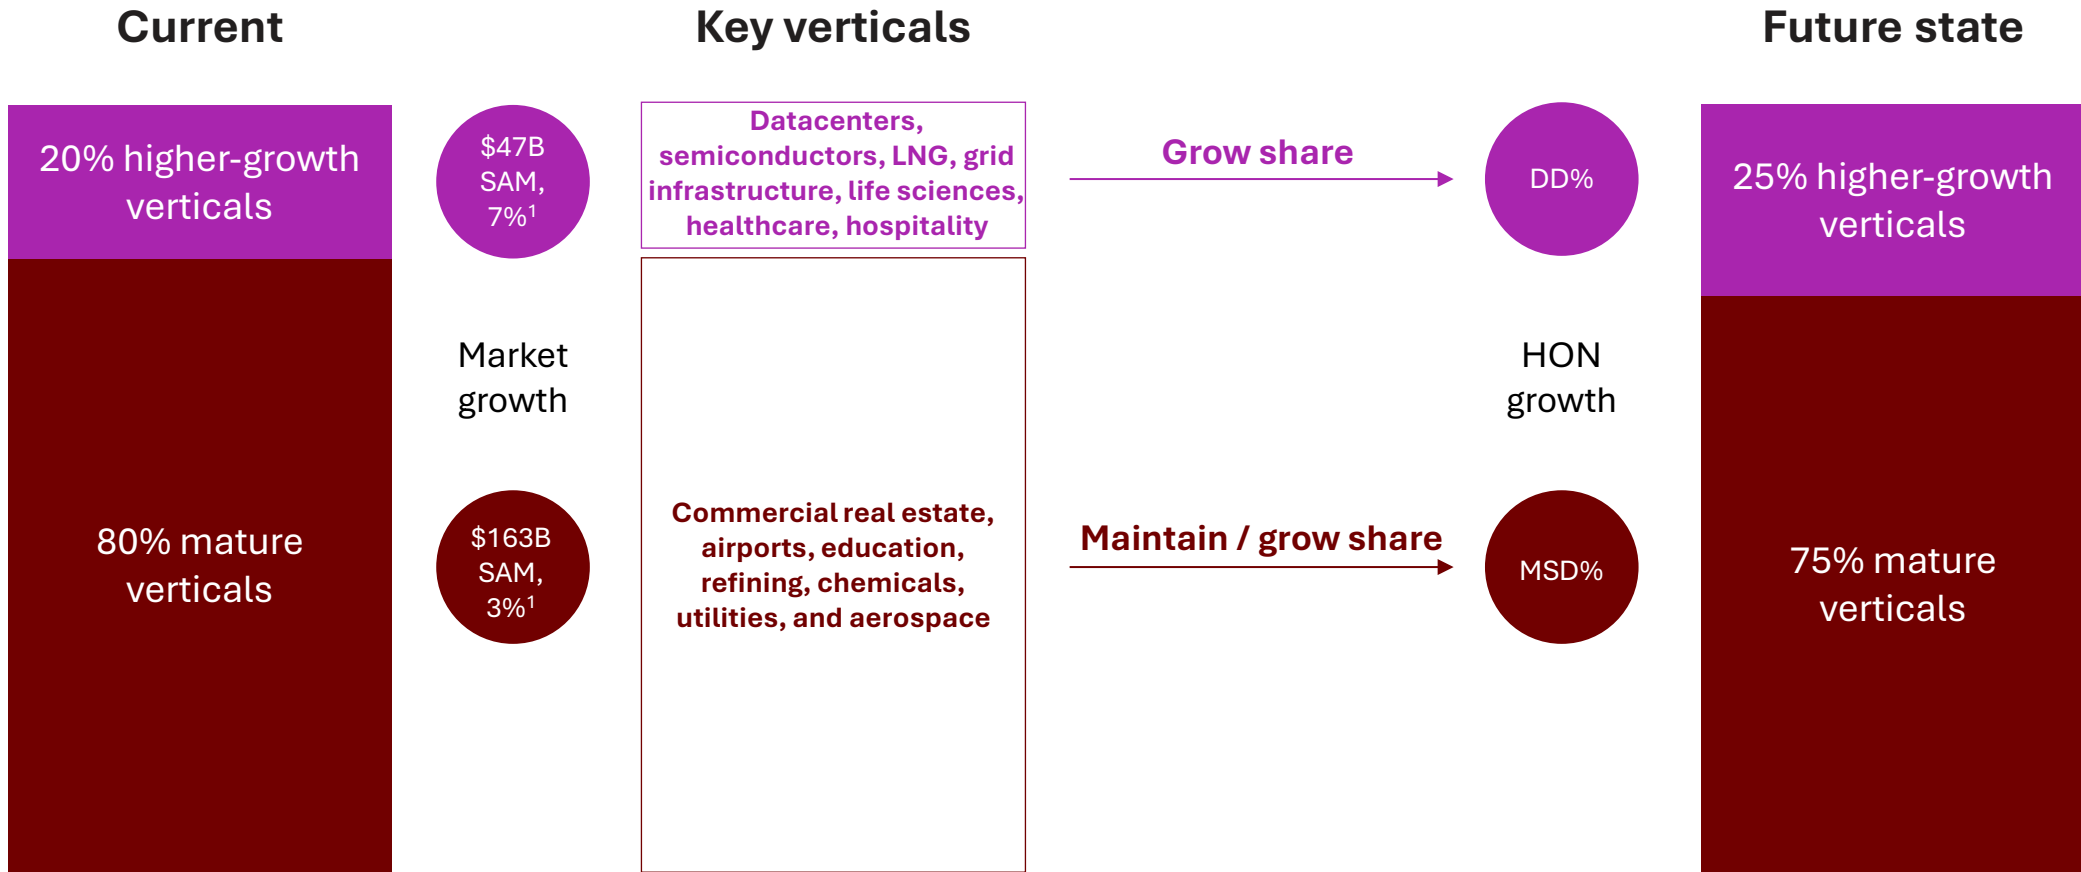 Current
Key verticals
Future state
20% higher-growth
verticals
$47B
SAM,
7%¹
Datacenters,
semiconductors, LNG, grid
infrastructure, life sciences,
healthcare, hospitality
Grow share
DD%
25% higher-growth
verticals
Market
growth
HON
growth
80% mature
verticals
$163B
SAM,
3%¹
Commercial real estate,
airports, education,
refining, chemicals,
utilities, and aerospace
Maintain / grow share
MSD%
75% mature
verticals